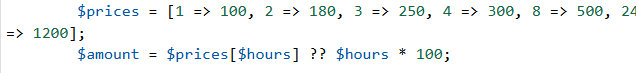 $prices = [1 => 100, 2 => 180, 3 => 250, 4 => 300, 8 => 500, 24
=> 1200];
$amount = $prices[$hours] ?? $hours * 100;